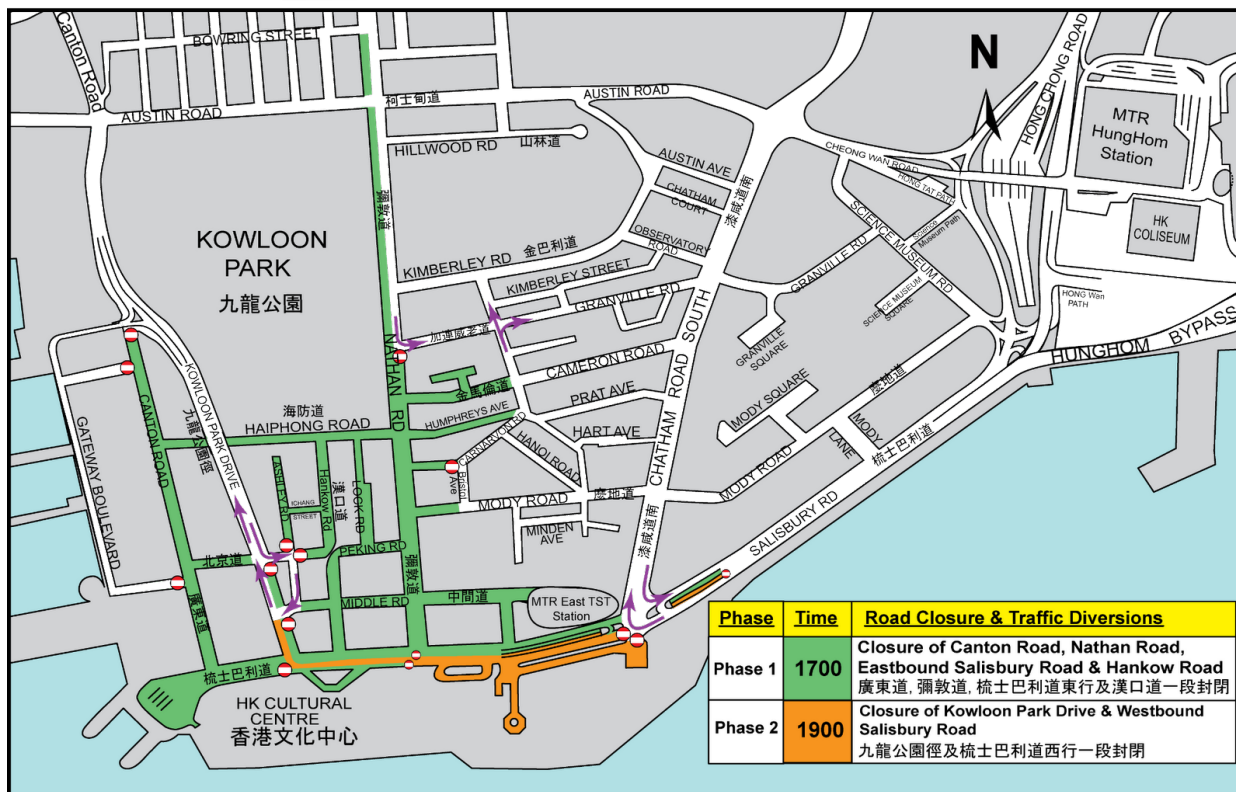 Canton Road
BOWRING STREET
AUSTIN ROAD
柯士甸道
AUSTIN ROAD
HILLWOOD RD
山林道
N
HONG CHONG ROAD
MTR
HungHom
Station
CHEONG WAN ROAD
HONG TAT PATH
HK
COLISEUM
AUSTIN AVE
CHATHAM
COURT
OBSERVATORY
ROAD
漆咸道南
SCIENCE MUSEUM RD
Science
Museum Path
SCIENCE MUSEUM
SQUARE
HONG Wan
PATH
HUNGHOM BYPASS
彌敦道
KOWLOON
PARK
九龍公園
KIMBERLEY RD
金巴利道
KIMBERLEY STREET
GRANVILLE RD
GRANVILLE RD
GRANVILLE
SQUARE
加連威老道
NATHAN RD
CAMERON ROAD
金馬倫道
CHATHAM ROAD SOUTH
KOWLOON PARK DRIVE
九龍公園徑
CANTON ROAD
GATEWAY BOULEVARD
海防道
HAIPHONG ROAD
HUMPHREYS AVE
PRAT AVE
CARNARVON RD
HART AVE
HANOI ROAD
Bristol
Ave
MODY ROAD
麽地道
MODY ROAD
MODY SQUARE
麽地道
MODY
LANE
梳士巴利道
SALISBURY RD
MINDEN
AVE
ASHLEY RD
ICHANG
STREET
Hankow Rd
漢口道
LOCK RD
北京道
PEKING RD
彌敦道
漆咸道南
廣東道
MIDDLE RD
中間道
MTR East TST
Station
梳士巴利道
SALISBURY RD
HK CULTURAL
CENTRE
香港文化中心
Phase Time Road Closure & Traffic Diversions
Phase 1 1700 Closure of Canton Road, Nathan Road,
Eastbound Salisbury Road & Hankow Road
廣東道, 彌敦道, 梳士巴利道東行及漢口道一段封閉
Phase 2 1900 Closure of Kowloon Park Drive & Westbound
Salisbury Road
九龍公園徑及梳士巴利道西行一段封閉